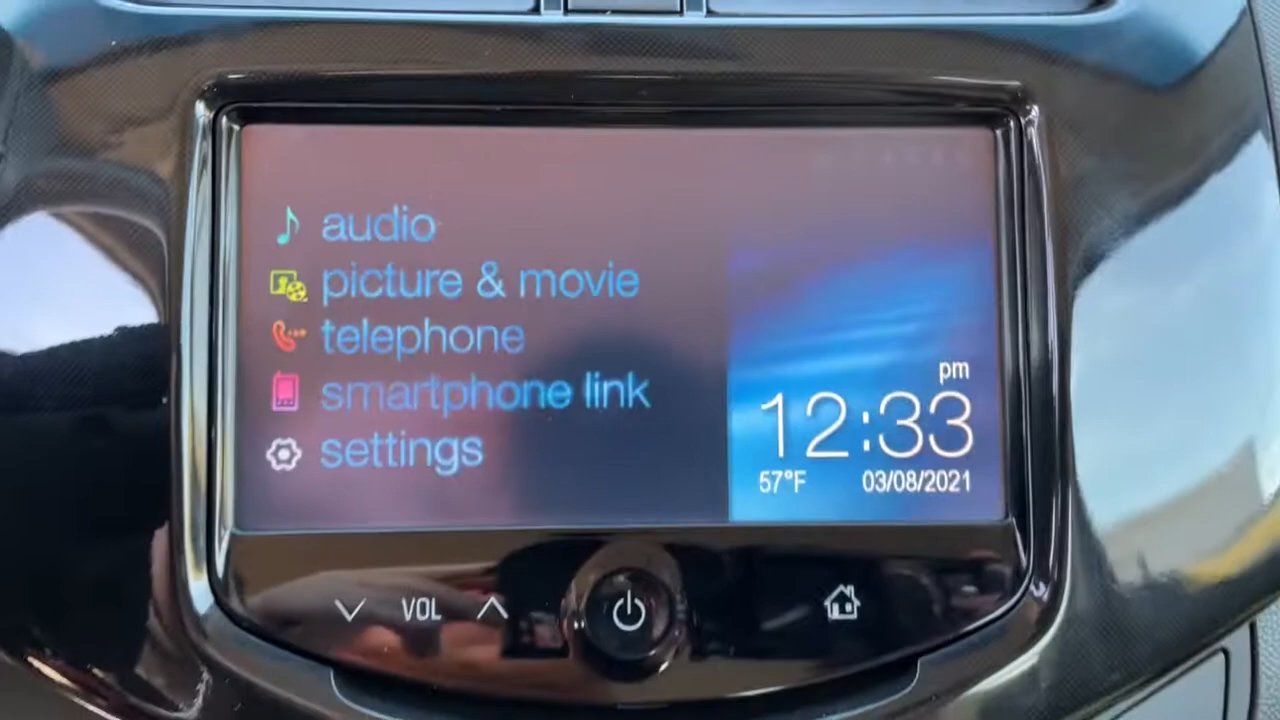 audio
picture & movie
telephone
smartphone link
settings
pm
12:33
57°F 03/08/2021
VOL